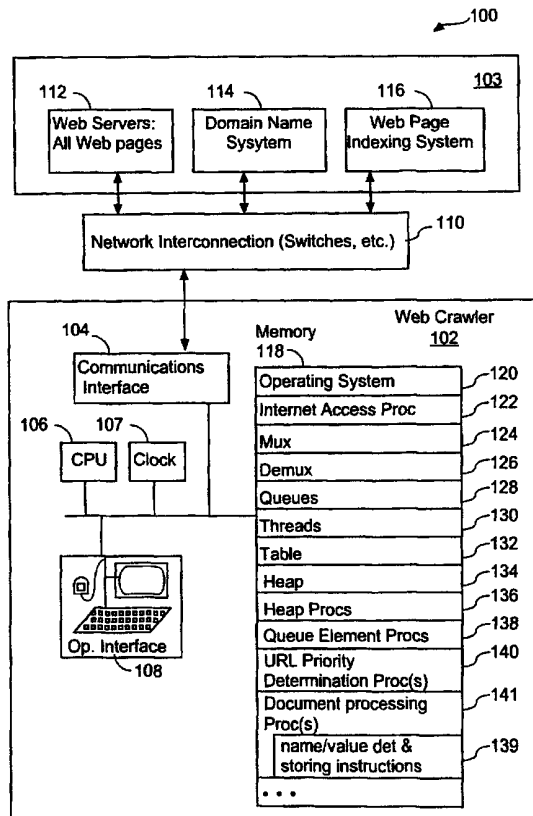 100
103
112
114
116
Web Servers:
All Web pages
Domain Name
Sysytem
Web Page
Indexing System
Network Interconnection (Switches, etc.)
110
Web Crawler
102
104
Communications
Interface
Memory
118
106
107
CPU
Clock
Op. Interface
108
Operating System
120
Internet Access Proc
122
Mux
124
Demux
126
Queues
128
Threads
130
Table
132
Heap
134
Heap Procs
136
Queue Element Procs
138
URL Priority
Determination Proc(s)
140
Document processing
Proc(s)
141
name/value det &
storing instructions
139
• • •